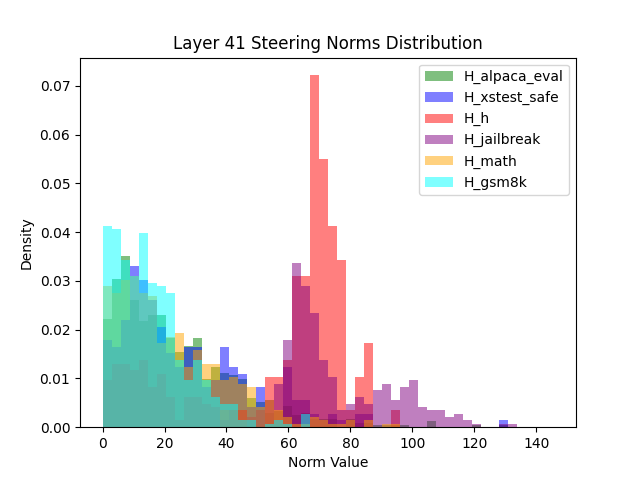 Layer 41 Steering Norms Distribution
H_alpaca_eval
H_xstest_safe
H_h
H_jailbreak
H_math
H_gsm8k
Density
0.07
0.06
0.05
0.04
0.03
0.02
0.01
0.00
0 20 40 60 80 100 120 140
Norm Value